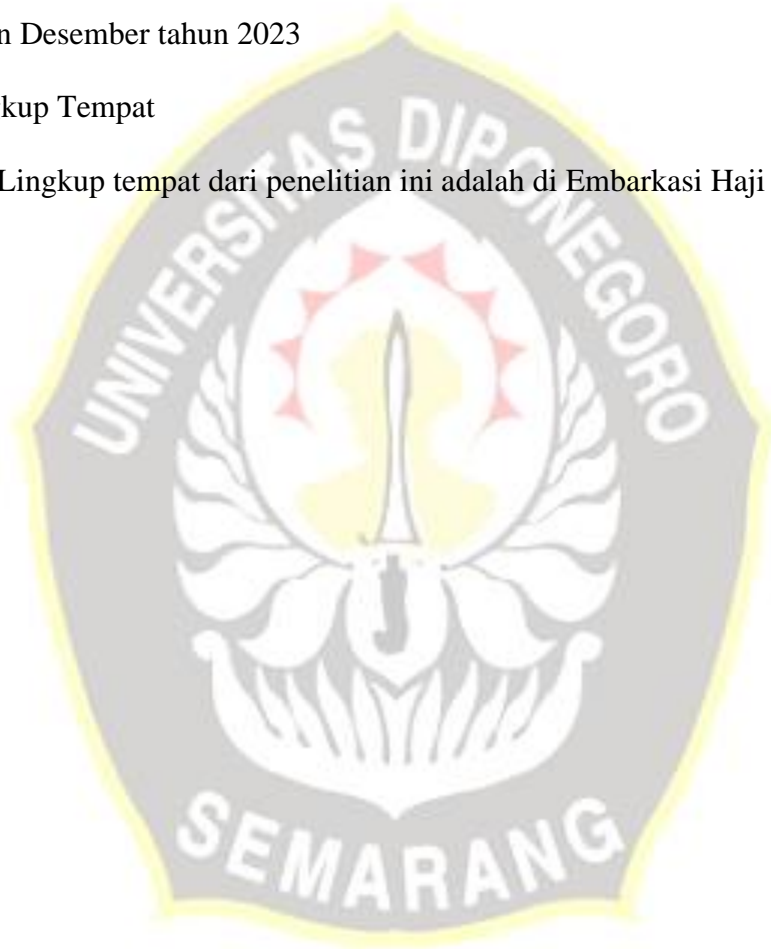 n Desember tahun 2023
kup Tempat
Lingkup tempat dari penelitian ini adalah di Embarkasi Haji
UNIVERSITAS DIPONEGORO
SEMARANG